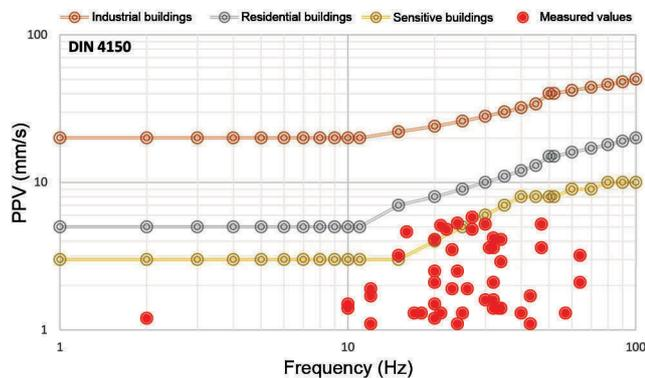 Industrial buildings Residential buildings Sensitive buildings Measured values
100
DIN 4150
10
1
PPV (mm/s)
1 10 100
Frequency (Hz)